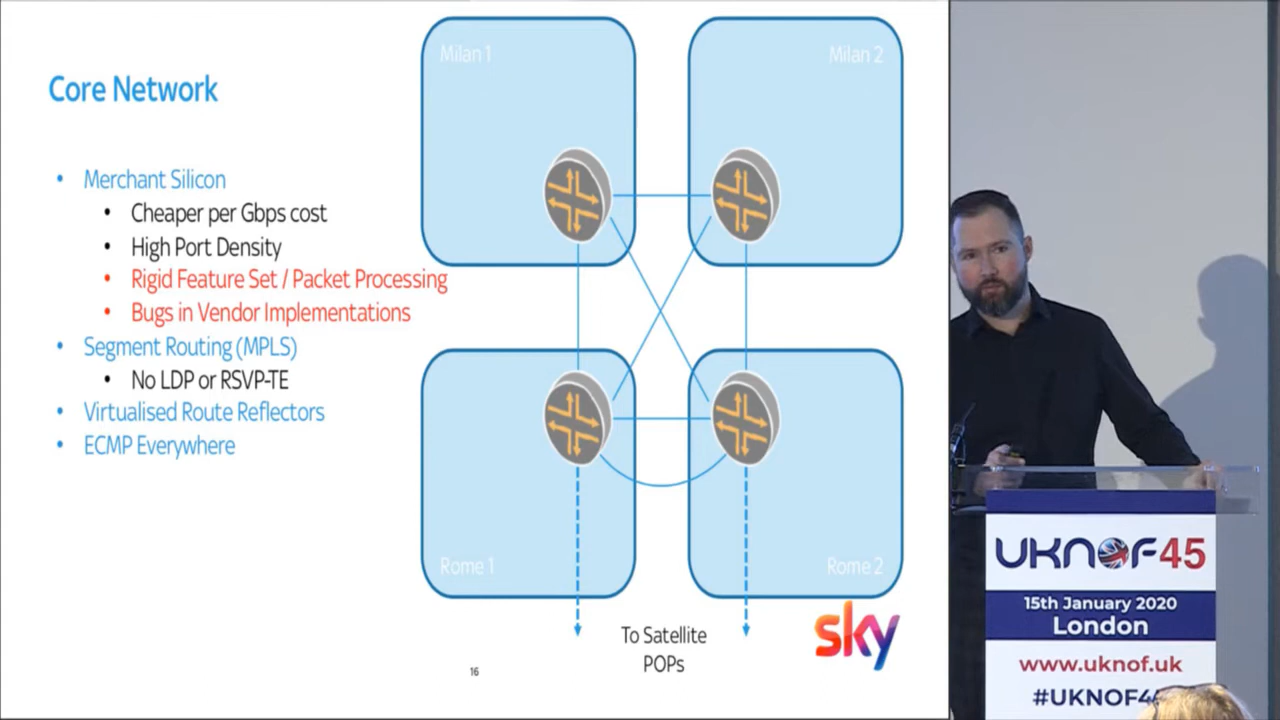 Core Network
Merchant Silicon
Cheaper per Gbps cost
High Port Density
Rigid Feature Set / Packet Processing
Bugs in Vendor Implementations
Segment Routing (MPLS)
No LDP or RSVP-TE
Virtualised Route Reflectors
ECMP Everywhere
Milan 1
Milan 2
Rome 1
Rome 2
To Satellite
POPs
sky
16
UKNOF45
15th January 2020
London
www.uknof.uk